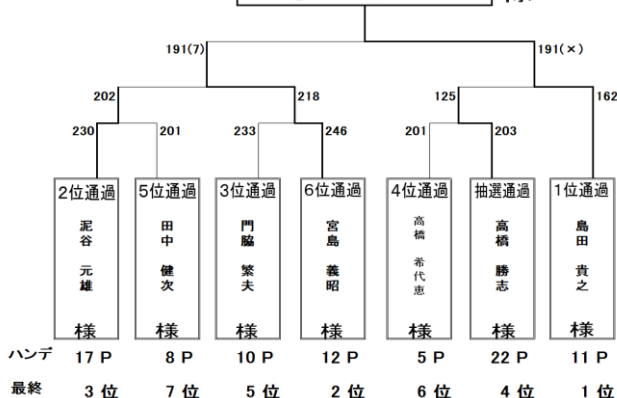 様
191(7) 191(×)
202 218 125 162
230 201 233 246 201 203
2位通過 5位通過 3位通過 6位通過 4位通過 抽選通過 1位通過
泥谷 元雄 田中 健次 門脇 繁夫 宮島 義昭 高橋 希代恵 高橋 勝志 島田 貴之
様 様 様 様 様 様 様
ハンデ 17 P 8 P 10 P 12 P 5 P 22 P 11 P
最終 3 位 7 位 5 位 2 位 6 位 4 位 1 位